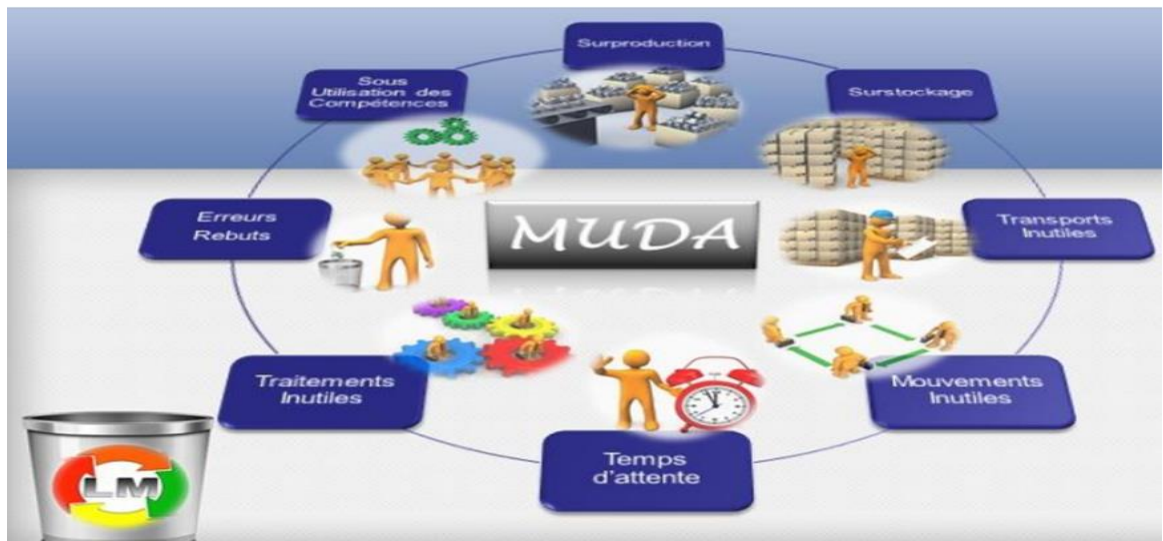 Surproduction
Sous
Utilisation des
Compétences
Surstockage
Erreurs
Rebuts
MUDA
Transports
Inutiles
Traitements
Inutiles
Mouvements
Inutiles
Temps
d'attente
LM